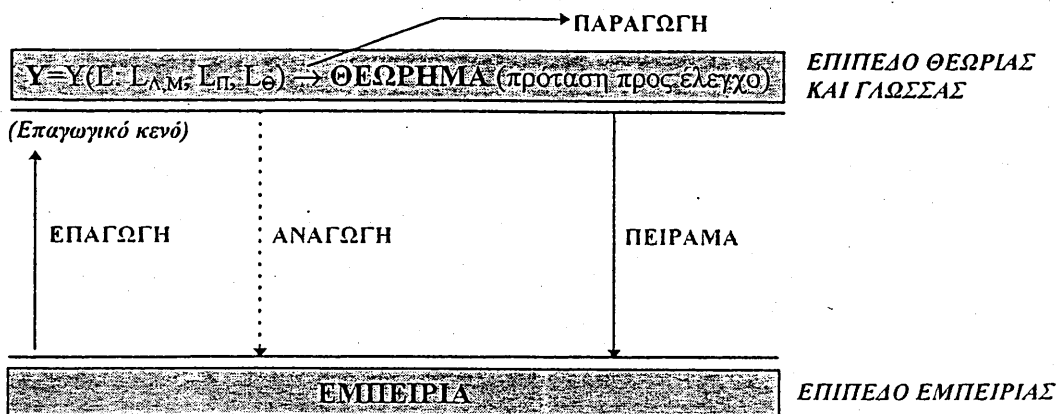 ΠΑΡΑΓΩΓΗ
Υ=Υ(L: LΛ,Μ, LΠ, LΘ) → ΘΕΩΡΗΜΑ (πρόταση προς έλεγχο)
ΕΠΙΠΕΔΟ ΘΕΩΡΙΑΣ
ΚΑΙ ΓΛΩΣΣΑΣ
(Επαγωγικό κενό)
ΕΠΑΓΩΓΗ
ΑΝΑΓΩΓΗ
ΠΕΙΡΑΜΑ
ΕΜΠΕΙΡΙΑ
ΕΠΙΠΕΔΟ ΕΜΠΕΙΡΙΑΣ